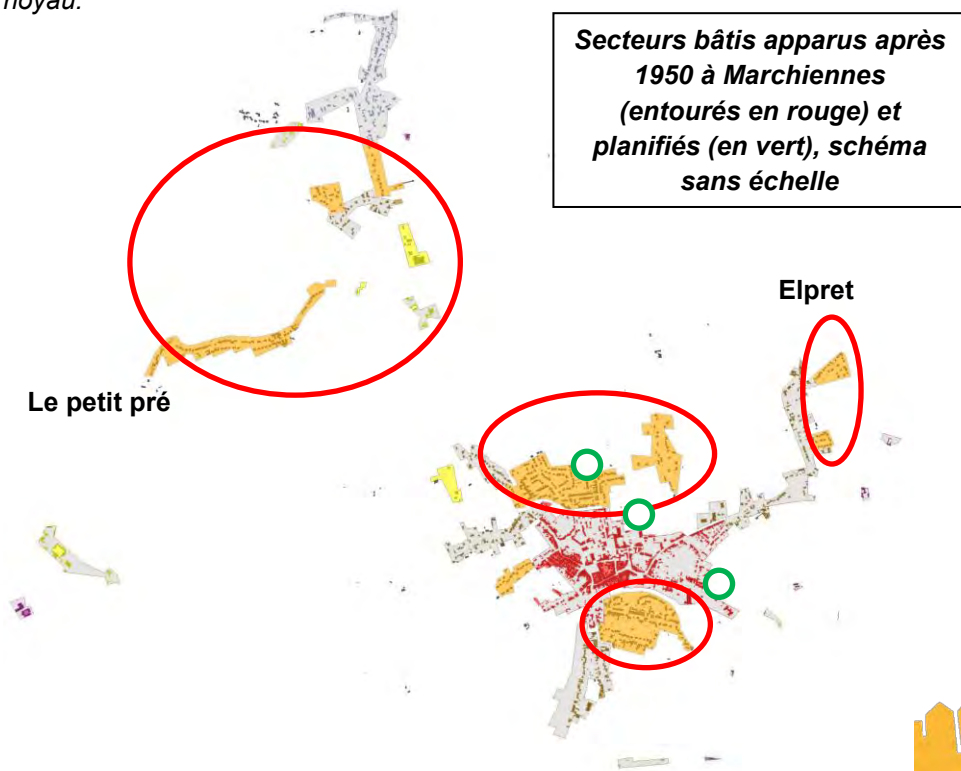 noyau.
Secteurs bâtis apparus après
1950 à Marchiennes
(entourés en rouge) et
planifiés (en vert), schéma
sans échelle
Elpret
Le petit pré